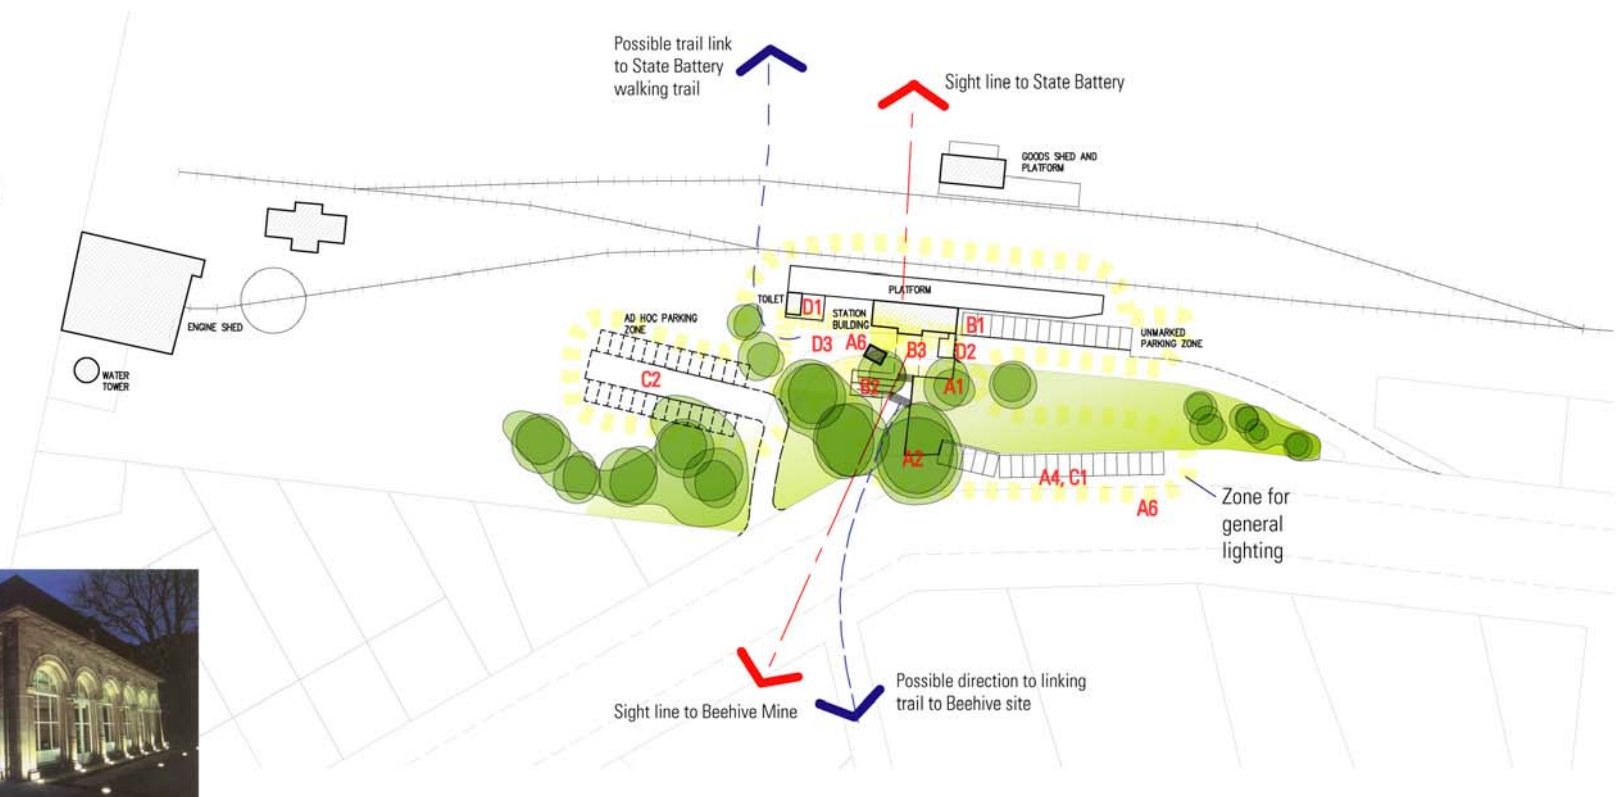 Possible trail link
to State Battery
walking trail
Sight line to State Battery
GOODS SHED AND
PLATFORM
PLATFORM
TOILET
D1
STATION
BUILDING
B1
UNMARKED
PARKING ZONE
AD HOC PARKING
ZONE
ENGINE SHED
D3
A6
B3
D2
WATER
TOWER
C2
B2
A1
A2
A4, C1
A6
Zone for
general
lighting
Possible direction to linking
trail to Beehive site
Sight line to Beehive Mine